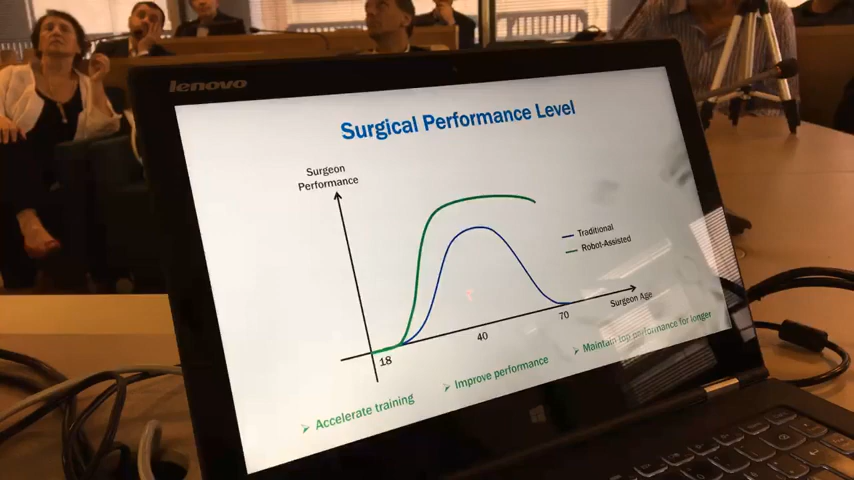 lenovo
Surgical Performance Level
Surgeon
Performance
Traditional
Robot-Assisted
Surgeon Age
18
40
70
Accelerate training
Improve performance
Maintain top performance for longer